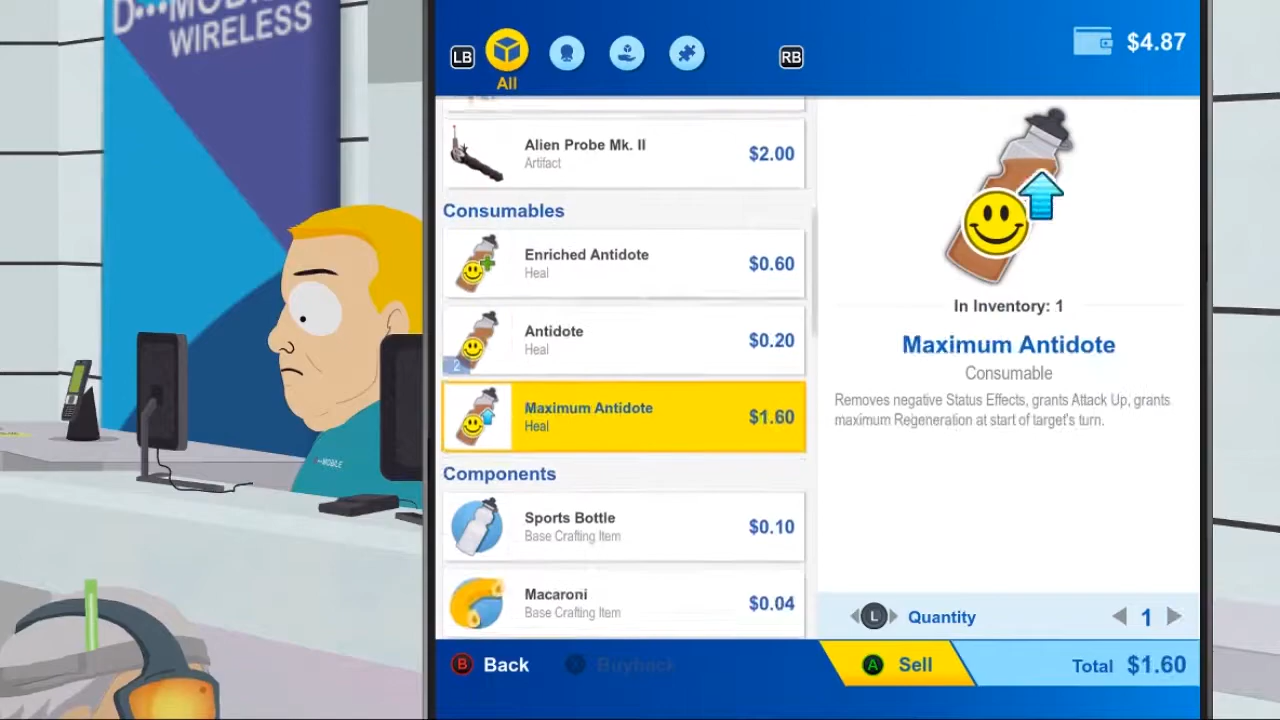 D···MOBILE
WIRELESS
LB
All
RB
$4.87
Alien Probe Mk. II
Artifact
$2.00
Consumables
Enriched Antidote
Heal
$0.60
Antidote
Heal
2
$0.20
Maximum Antidote
Heal
$1.60
Components
Sports Bottle
Base Crafting Item
$0.10
Macaroni
Base Crafting Item
$0.04
In Inventory: 1
Maximum Antidote
Consumable
Removes negative Status Effects, grants Attack Up, grants
maximum Regeneration at start of target's turn.
L Quantity 1
B Back
Buyback
A Sell
Total $1.60
MOBILE